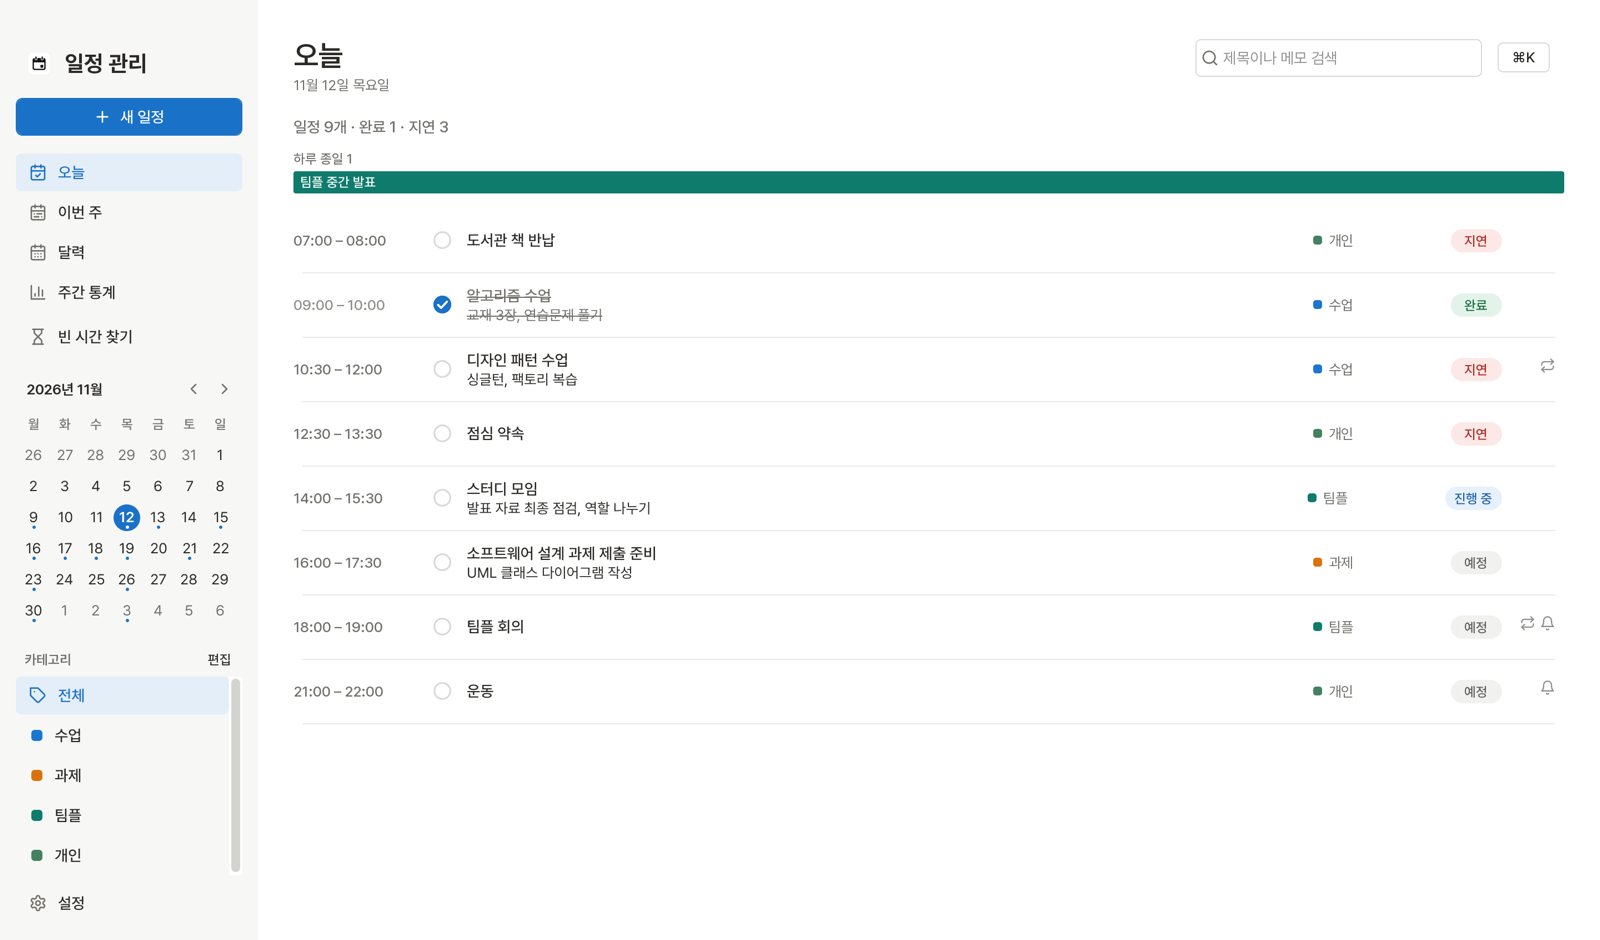 일정 관리
새 일정
오늘
이번 주
달력
주간 통계
빈 시간 찾기
2026년 11월
월 화 수 목 금 토 일
26 27 28 29 30 31 1
2 3 4 5 6 7 8
9 10 11 12 13 14 15
16 17 18 19 20 21 22
23 24 25 26 27 28 29
30 1 2 3 4 5 6
카테고리 편집
전체
수업
과제
팀플
개인
설정
오늘
11월 12일 목요일
제목이나 메모 검색 ⌘K
일정 9개 · 완료 1 · 지연 3
하루 종일 1
팀플 중간 발표
07:00 – 08:00 도서관 책 반납 개인 지연
09:00 – 10:00 알고리즘 수업 수업 완료
교재 3장, 연습문제 풀기
10:30 – 12:00 디자인 패턴 수업 수업 지연
싱글턴, 팩토리 복습
12:30 – 13:30 점심 약속 개인 지연
14:00 – 15:30 스터디 모임 팀플 진행 중
발표 자료 최종 점검, 역할 나누기
16:00 – 17:30 소프트웨어 설계 과제 제출 준비 과제 예정
UML 클래스 다이어그램 작성
18:00 – 19:00 팀플 회의 팀플 예정
21:00 – 22:00 운동 개인 예정